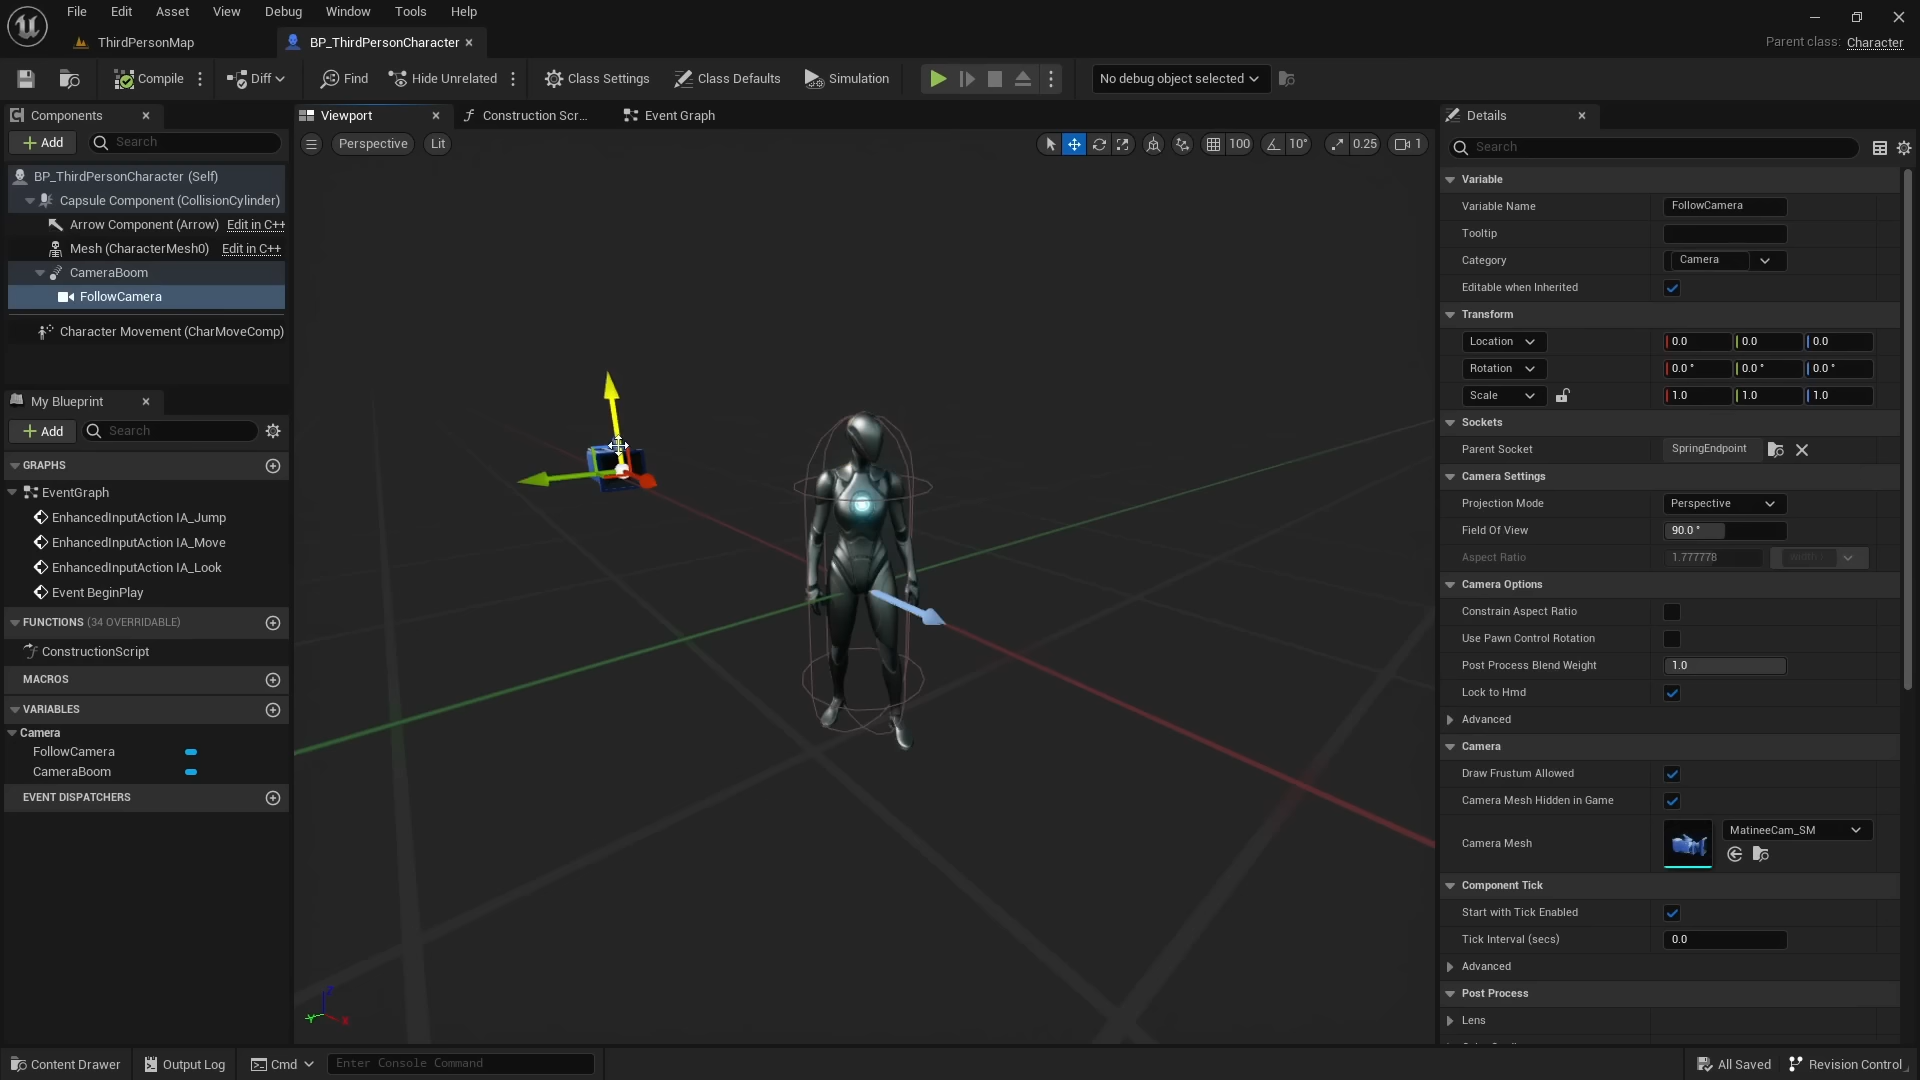 File Edit Asset View Debug Window Tools Help
ThirdPersonMap
BP_ThirdPersonCharacter
Parent class: Character
Compile
Diff
Find
Hide Unrelated
Class Settings
Class Defaults
Simulation
No debug object selected
Components
Add
Search
BP_ThirdPersonCharacter (Self)
Capsule Component (CollisionCylinder)
Arrow Component (Arrow) Edit in C++
Mesh (CharacterMesh0) Edit in C++
CameraBoom
FollowCamera
Character Movement (CharMoveComp)
My Blueprint
Add
Search
GRAPHS
EventGraph
EnhancedInputAction IA_Jump
EnhancedInputAction IA_Move
EnhancedInputAction IA_Look
Event BeginPlay
FUNCTIONS (34 OVERRIDABLE)
ConstructionScript
MACROS
VARIABLES
Camera
FollowCamera
CameraBoom
EVENT DISPATCHERS
Viewport
Construction Scr...
Event Graph
Perspective
Lit
100
10°
0.25
1
Z
Y
X
Details
Search
Variable
Variable Name FollowCamera
Tooltip
Category Camera
Editable when Inherited
Transform
Location 0.0 0.0 0.0
Rotation 0.0 ° 0.0 ° 0.0 °
Scale 1.0 1.0 1.0
Sockets
Parent Socket SpringEndpoint
Camera Settings
Projection Mode Perspective
Field Of View 90.0 °
Aspect Ratio 1.777778
Camera Options
Constrain Aspect Ratio
Use Pawn Control Rotation
Post Process Blend Weight 1.0
Lock to Hmd
Advanced
Camera
Draw Frustum Allowed
Camera Mesh Hidden in Game
Camera Mesh MatineeCam_SM
Component Tick
Start with Tick Enabled
Tick Interval (secs) 0.0
Advanced
Post Process
Lens
Content Drawer
Output Log
Cmd
Enter Console Command
All Saved
Revision Control